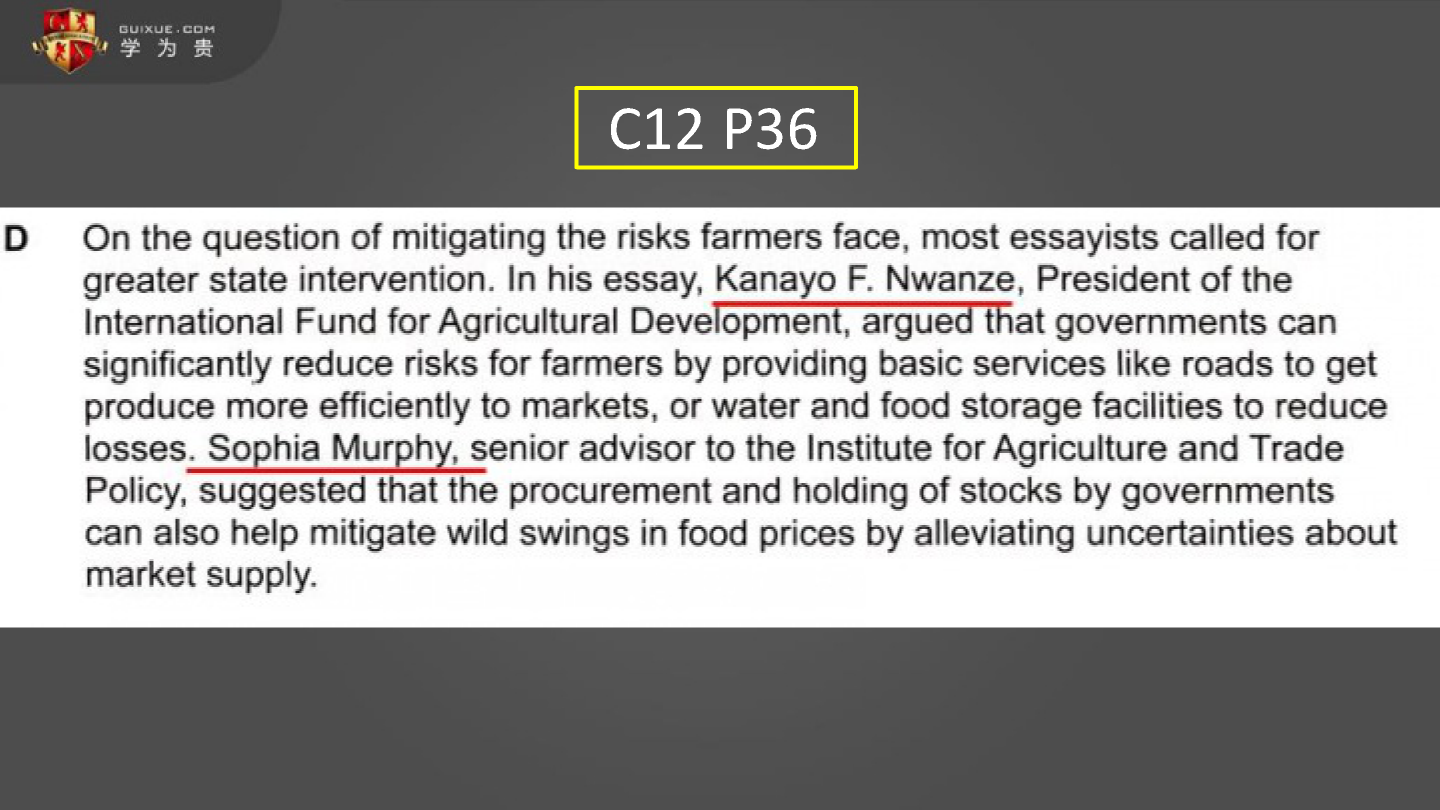 GUIXUE.COM
学为贵
C12 P36
D On the question of mitigating the risks farmers face, most essayists called for
greater state intervention. In his essay, Kanayo F. Nwanze, President of the
International Fund for Agricultural Development, argued that governments can
significantly reduce risks for farmers by providing basic services like roads to get
produce more efficiently to markets, or water and food storage facilities to reduce
losses. Sophia Murphy, senior advisor to the Institute for Agriculture and Trade
Policy, suggested that the procurement and holding of stocks by governments
can also help mitigate wild swings in food prices by alleviating uncertainties about
market supply.